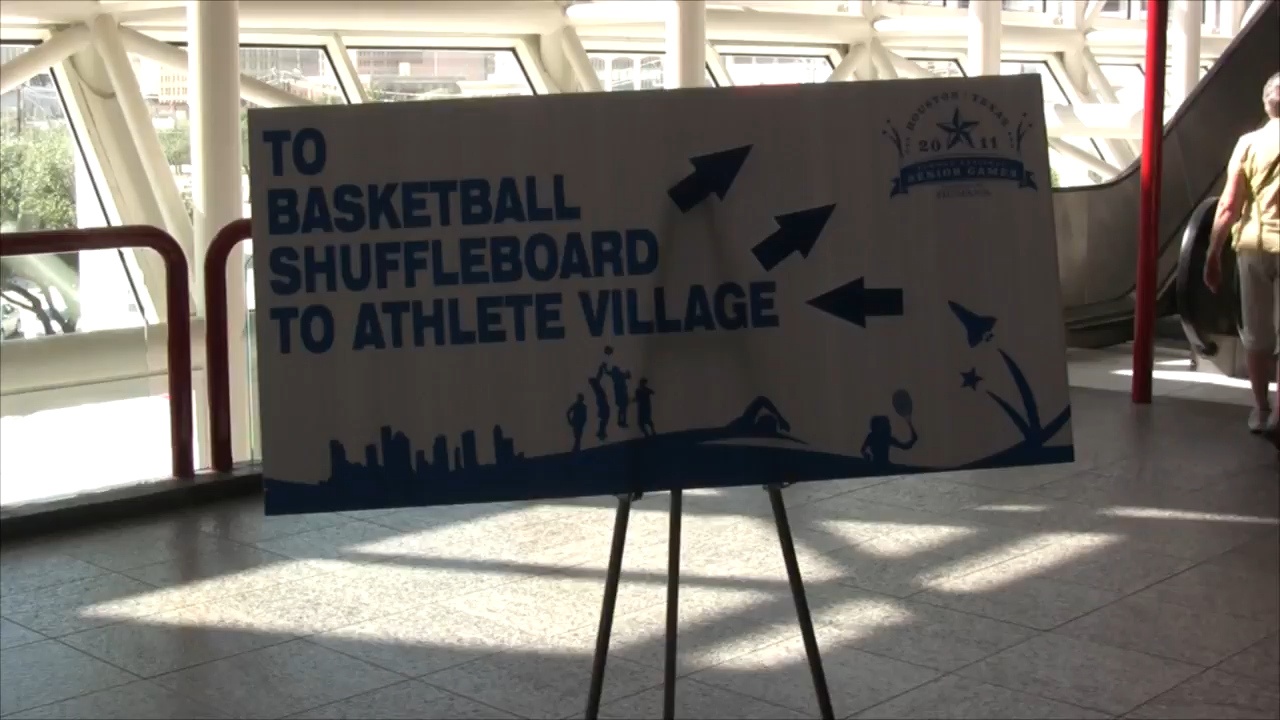 TO
BASKETBALL
SHUFFLEBOARD
TO ATHLETE VILLAGE
HOUSTON TEXAS
2011
SENIOR GAMES